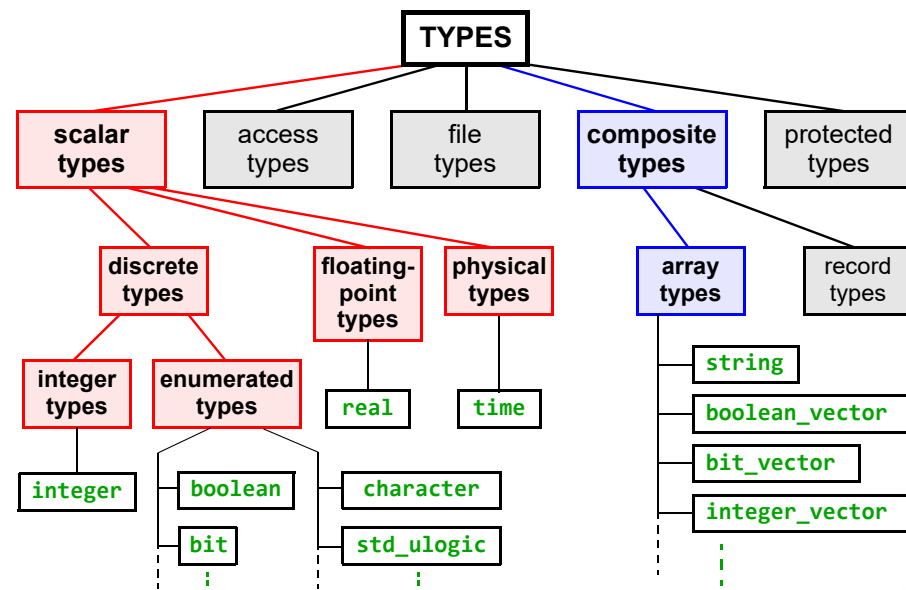 TYPES
scalar
types
access
types
file
types
composite
types
protected
types
discrete
types
floating-
point
types
physical
types
array
types
record
types
integer
types
enumerated
types
real
time
string
boolean_vector
bit_vector
integer_vector
integer
boolean
character
bit
std_ulogic